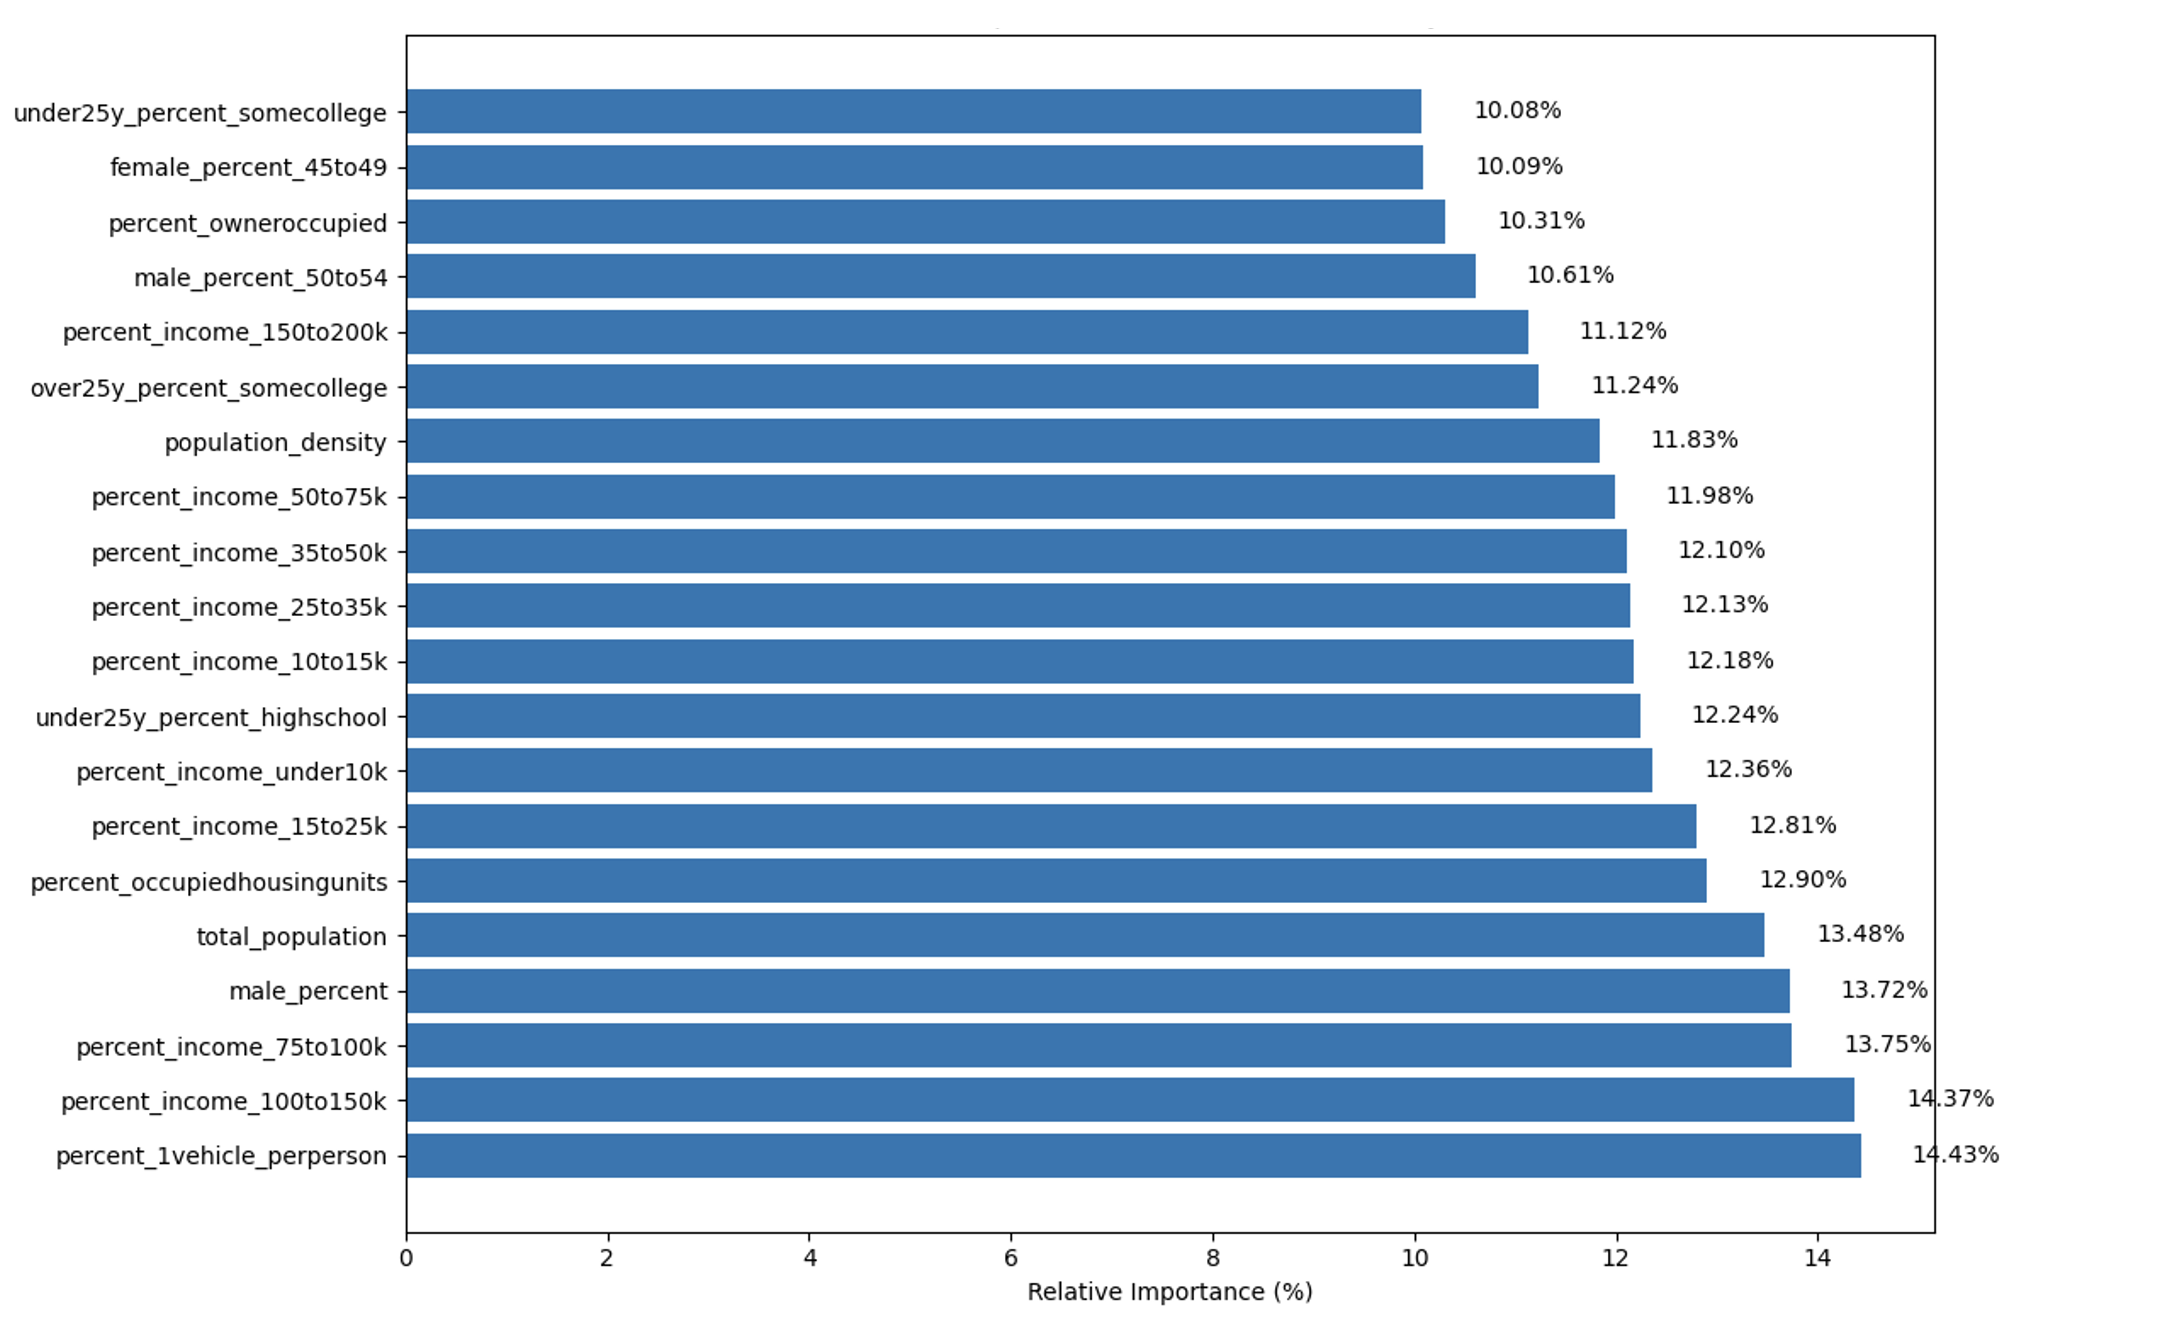 under25y_percent_somecollege 10.08%
female_percent_45to49 10.09%
percent_owneroccupied 10.31%
male_percent_50to54 10.61%
percent_income_150to200k 11.12%
over25y_percent_somecollege 11.24%
population_density 11.83%
percent_income_50to75k 11.98%
percent_income_35to50k 12.10%
percent_income_25to35k 12.13%
percent_income_10to15k 12.18%
under25y_percent_highschool 12.24%
percent_income_under10k 12.36%
percent_income_15to25k 12.81%
percent_occupiedhousingunits 12.90%
total_population 13.48%
male_percent 13.72%
percent_income_75to100k 13.75%
percent_income_100to150k 14.37%
percent_1vehicle_perperson 14.43%
0 2 4 6 8 10 12 14
Relative Importance (%)